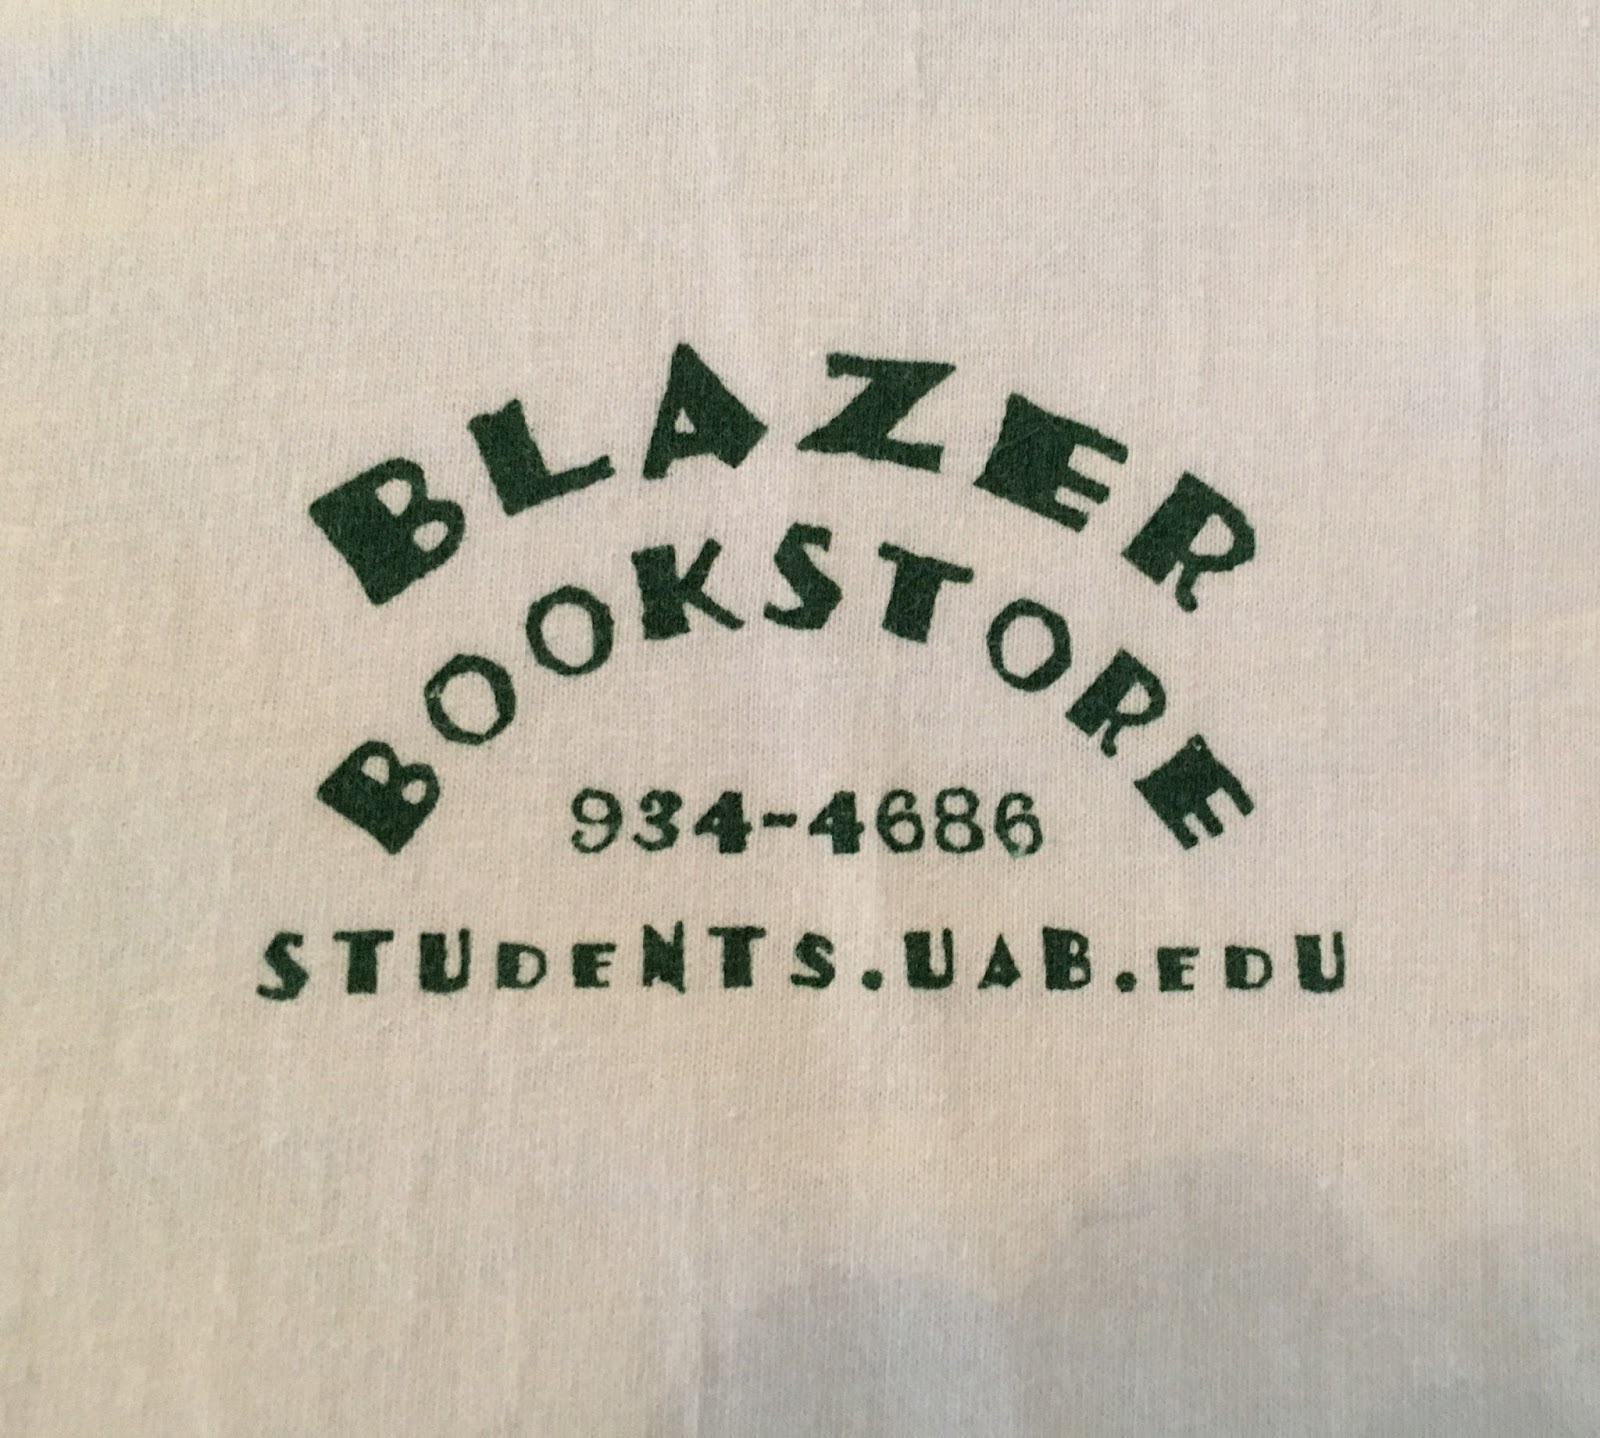 BLAZER
BOOKSTORE
934-4686
STUDENTS.UAB.EDU